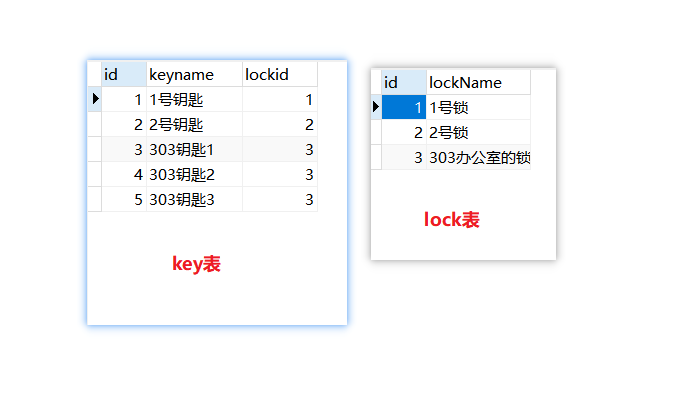 id keyname lockid
1 1号钥匙 1
2 2号钥匙 2
3 303钥匙1 3
4 303钥匙2 3
5 303钥匙3 3
key表
id lockName
1 1号锁
2 2号锁
3 303办公室的锁
lock表